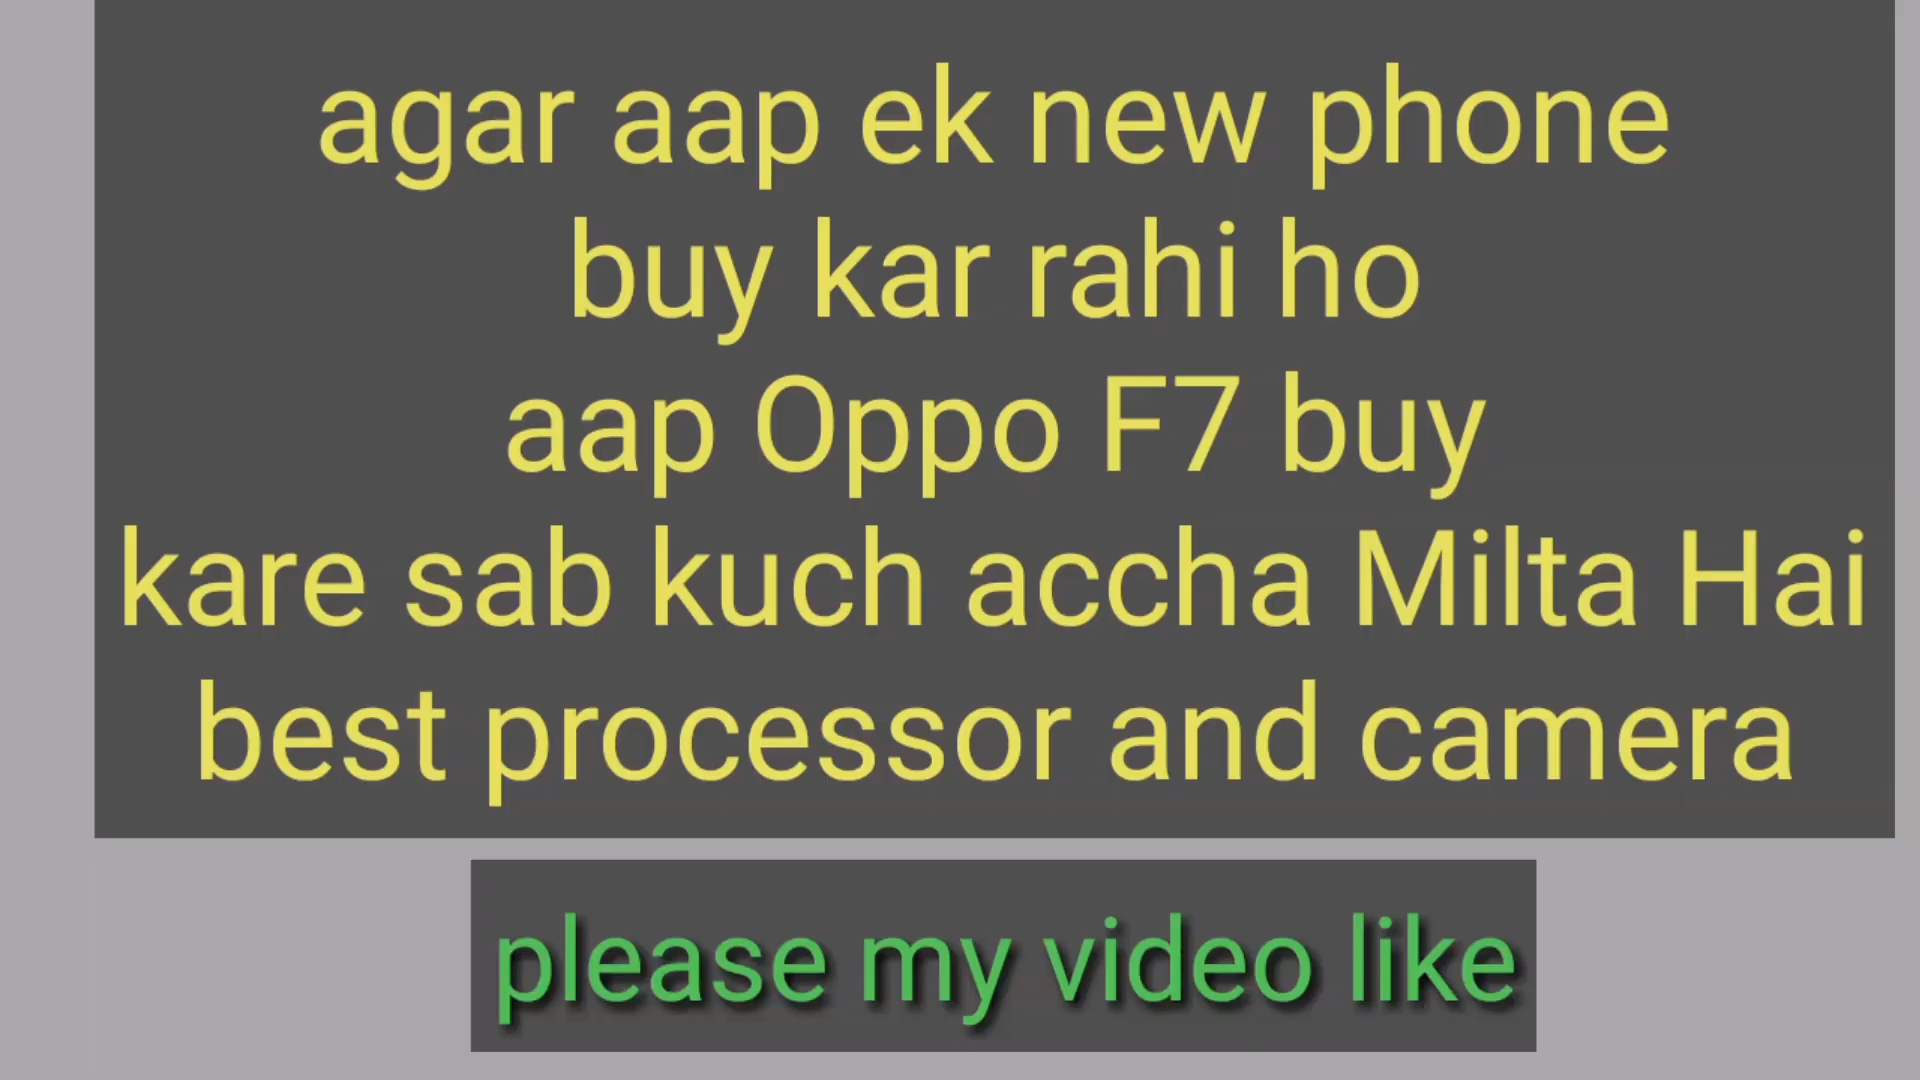 agar aap ek new phone
buy kar rahi ho
aap Oppo F7 buy
kare sab kuch accha Milta Hai
best processor and camera
please my video like